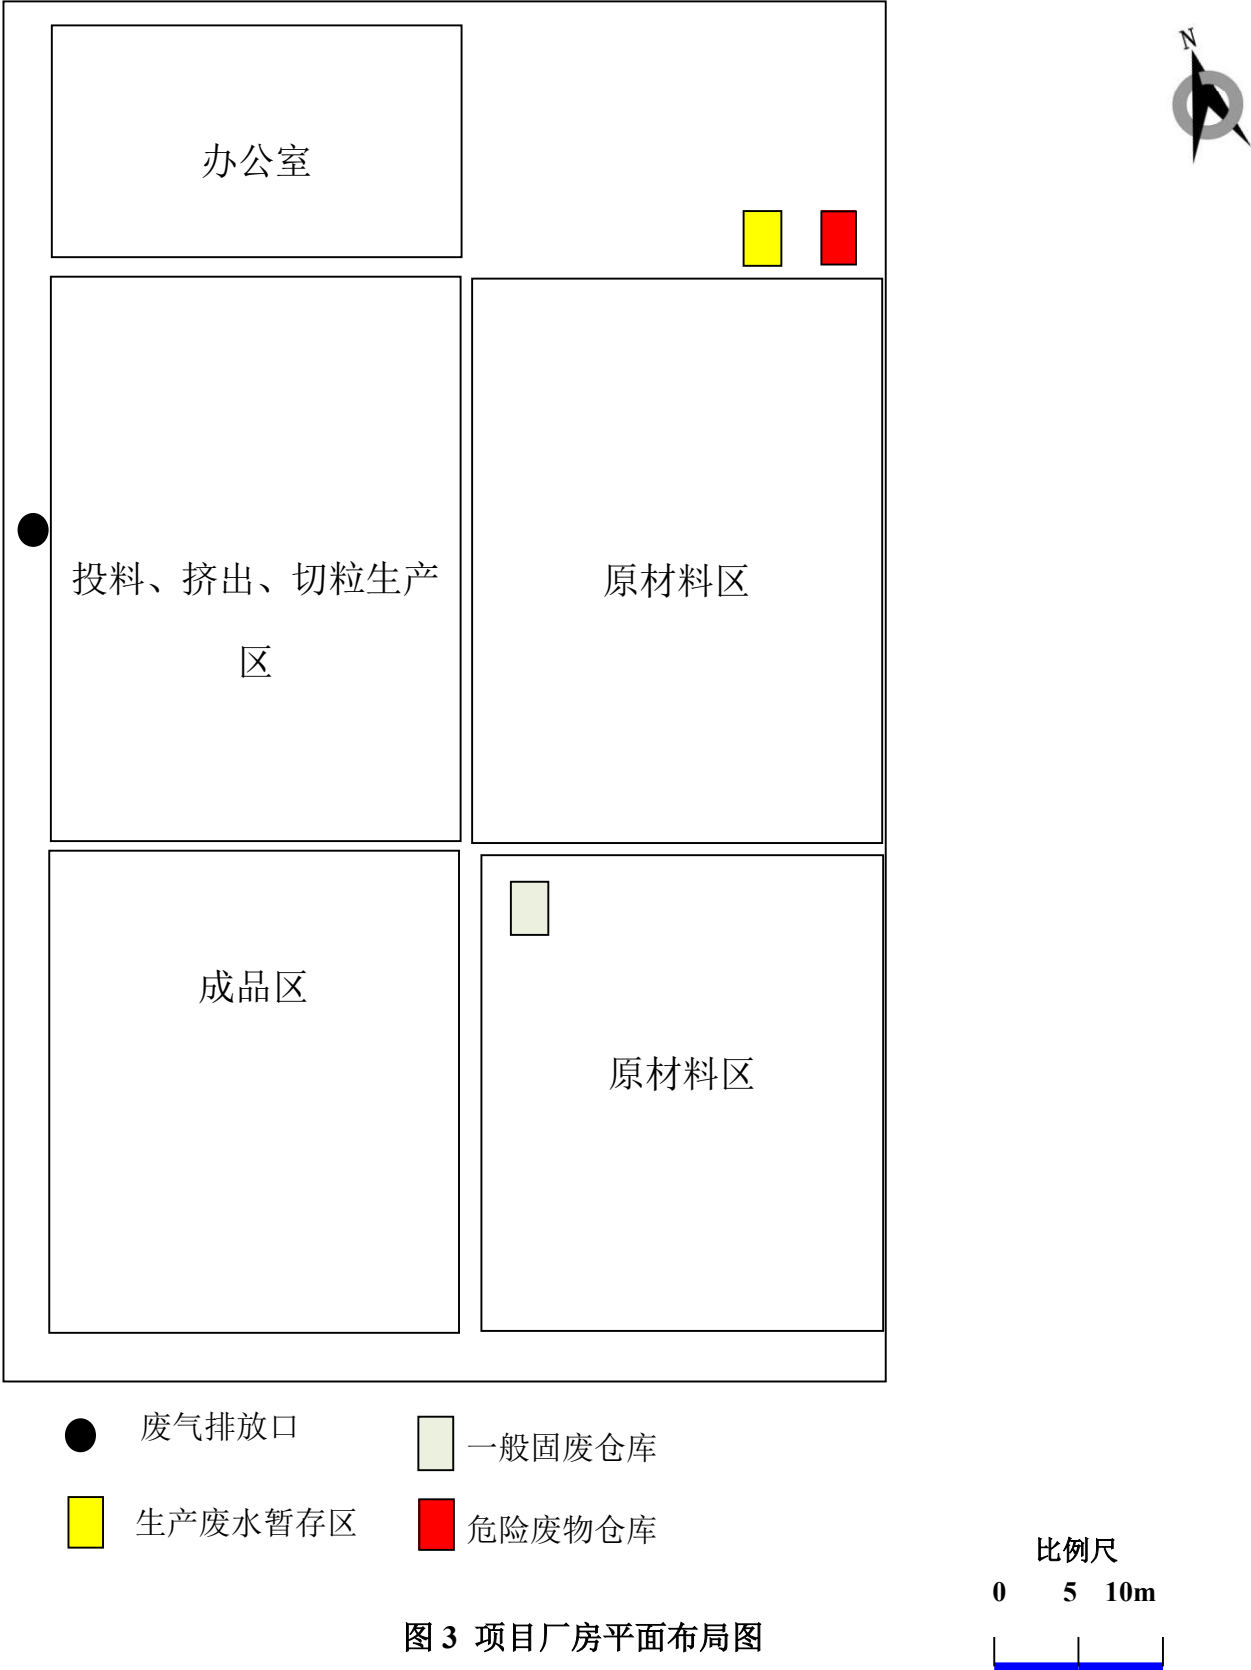 N
办公室
投料、挤出、切粒生产
区
原材料区
成品区
原材料区
废气排放口
一般固废仓库
生产废水暂存区
危险废物仓库
比例尺
0 5 10m
图 3 项目厂房平面布局图